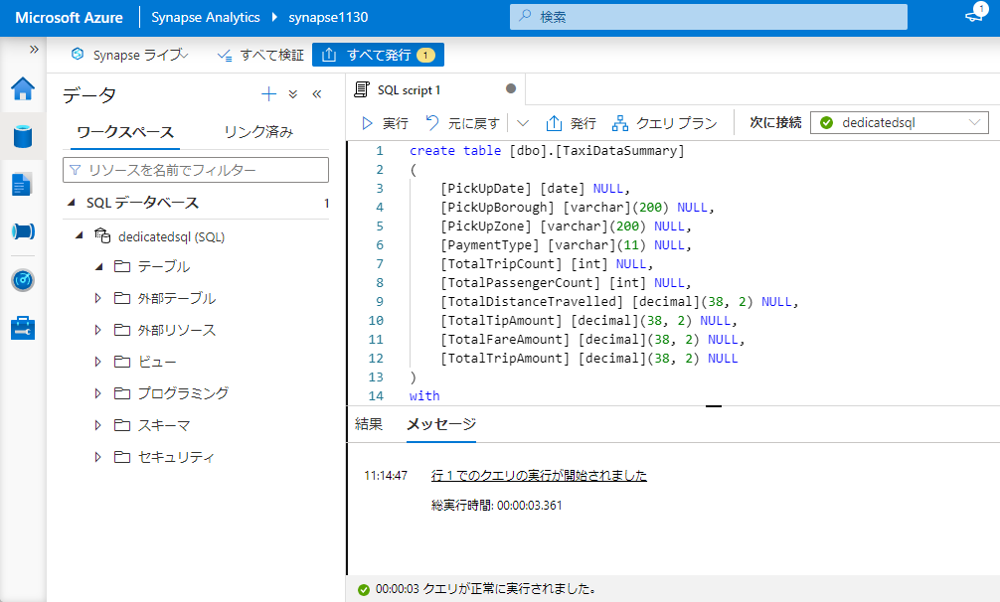 Microsoft Azure
Synapse Analytics
synapse1130
検索
1
Synapse ライブ
すべて検証
すべて発行
1
データ
ワークスペース
リンク済み
リソースを名前でフィルター
SQL データベース
1
dedicatedsql (SQL)
テーブル
外部テーブル
外部リソース
ビュー
プログラミング
スキーマ
セキュリティ
SQL script 1
実行
元に戻す
発行
クエリ プラン
次に接続
dedicatedsql
1 create table [dbo].[TaxiDataSummary]
2 (
3 [PickUpDate] [date] NULL,
4 [PickUpBorough] [varchar](200) NULL,
5 [PickUpZone] [varchar](200) NULL,
6 [PaymentType] [varchar](11) NULL,
7 [TotalTripCount] [int] NULL,
8 [TotalPassengerCount] [int] NULL,
9 [TotalDistanceTravelled] [decimal](38, 2) NULL,
10 [TotalTipAmount] [decimal](38, 2) NULL,
11 [TotalFareAmount] [decimal](38, 2) NULL,
12 [TotalTripAmount] [decimal](38, 2) NULL
13 )
14 with
結果
メッセージ
11:14:47 行 1 でのクエリの実行が開始されました
総実行時間: 00:00:03.361
00:00:03 クエリが正常に実行されました。